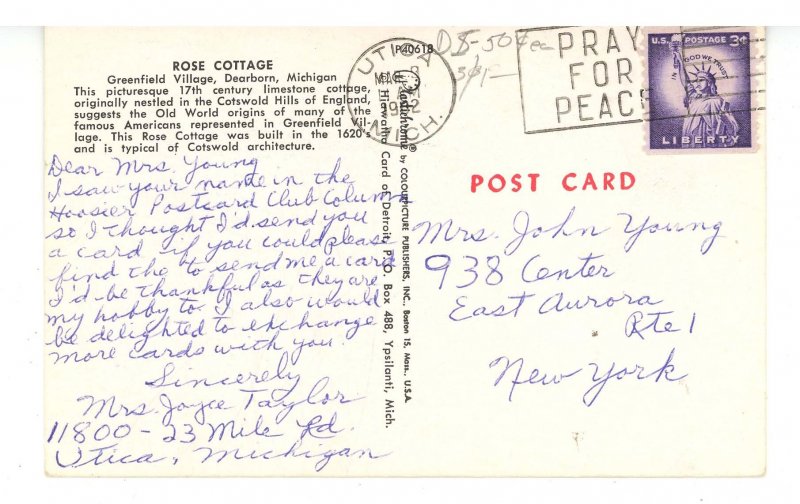 P40618
D8-50¢ea
3/1-
UTICA
MICH.
PRAY
FOR
PEACE
U.S. POSTAGE 3¢
IN GOD WE TRUST
LIBERTY
ROSE COTTAGE
Greenfield Village, Dearborn, Michigan
This picturesque 17th century limestone cottage,
originally nestled in the Cotswold Hills of England,
suggests the Old World origins of many of the
famous Americans represented in Greenfield Vil-
lage. This Rose Cottage was built in the 1620's
and is typical of Cotswold architecture.
Dear Mrs. Young
I saw your name in the
Hoosier Postcard Club Column
so I thought I'd send you
a card - if you could please
find the to send me a card
I'd be thankful as they are
my hobby to. I also would
be delighted to exchange
more cards with you
Sincerely
Mrs. Joyce Taylor
11800-23 Mile Rd.
Utica, Michigan
Plastichrome ® by COLOURPICTURE PUBLISHERS, INC., Boston 15, Mass., U.S.A.
A Hiawatha Card of Detroit, P.O. Box 488, Ypsilanti, Mich.
POST CARD
Mrs. John Young
938 Center
East Aurora
Rte 1
New York